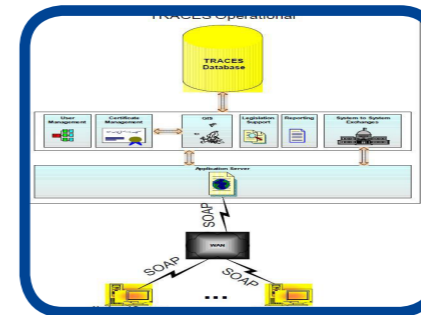 TRACES Operational
TRACES
Database
User
Management
Certificate
Management
GIS
Legislation
Support
Reporting
System to System
Exchanges
Application Server
SOAP
WAN
SOAP
SOAP
...